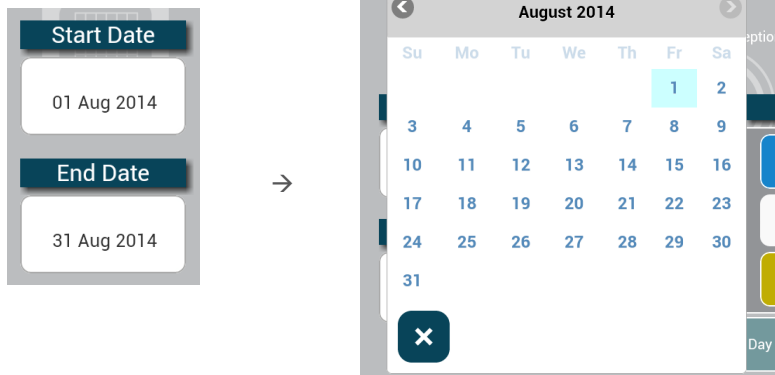 Start Date
01 Aug 2014
End Date
31 Aug 2014
→
August 2014
Su Mo Tu We Th Fr Sa
1 2
3 4 5 6 7 8 9
10 11 12 13 14 15 16
17 18 19 20 21 22 23
24 25 26 27 28 29 30
31
Day